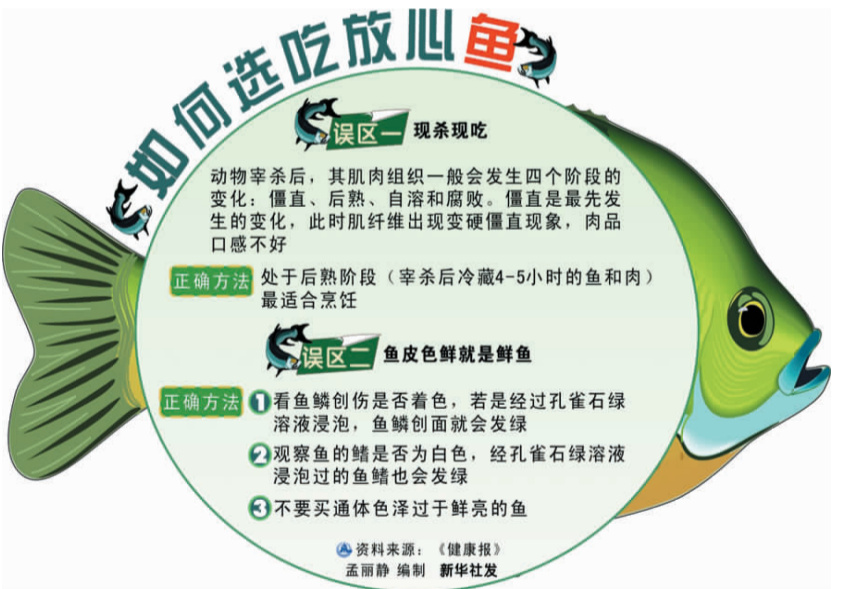 如何选吃放心鱼
误区一 现杀现吃
动物宰杀后，其肌肉组织一般会发生四个阶段的
变化：僵直、后熟、自溶和腐败。僵直是最先发
生的变化，此时肌纤维出现变硬僵直现象，肉品
口感不好
正确方法 处于后熟阶段（宰杀后冷藏4-5小时的鱼和肉）
最适合烹饪
误区二 鱼皮色鲜就是鲜鱼
正确方法 1 看鱼鳞创伤是否着色，若是经过孔雀石绿
溶液浸泡，鱼鳞创面就会发绿
2 观察鱼的鳍是否为白色，经孔雀石绿溶液
浸泡过的鱼鳍也会发绿
3 不要买通体色泽过于鲜亮的鱼
资料来源：《健康报》
孟丽静 编制 新华社发